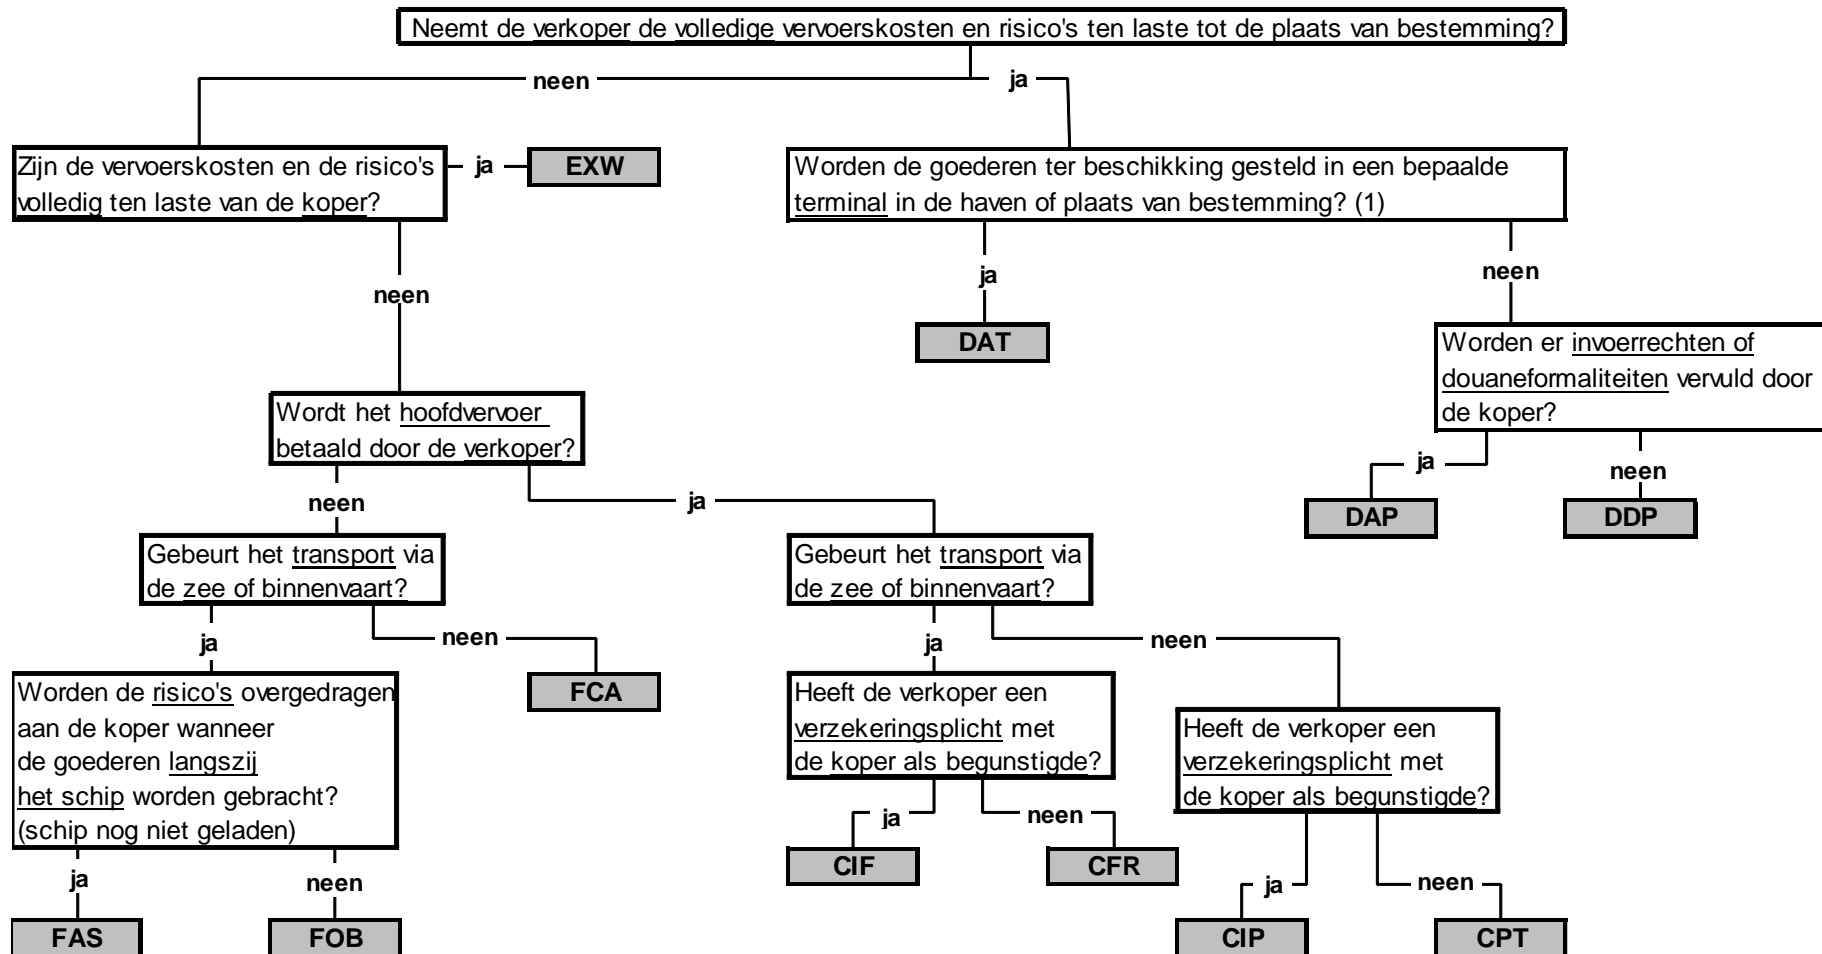 Neemt de verkoper de volledige vervoerskosten en risico's ten laste tot de plaats van bestemming?
neen
ja
Zijn de vervoerskosten en de risico's
volledig ten laste van de koper?
ja
EXW
Worden de goederen ter beschikking gesteld in een bepaalde
terminal in de haven of plaats van bestemming? (1)
neen
ja
neen
DAT
Worden er invoerrechten of
douaneformaliteiten vervuld door
de koper?
Wordt het hoofdvervoer
betaald door de verkoper?
ja
neen
neen
ja
DAP
DDP
Gebeurt het transport via
de zee of binnenvaart?
Gebeurt het transport via
de zee of binnenvaart?
ja
neen
ja
neen
Worden de risico's overgedragen
aan de koper wanneer
de goederen langszij
het schip worden gebracht?
(schip nog niet geladen)
FCA
Heeft de verkoper een
verzekeringsplicht met
de koper als begunstigde?
Heeft de verkoper een
verzekeringsplicht met
de koper als begunstigde?
ja
neen
ja
neen
CIF
CFR
ja
neen
FAS
FOB
CIP
CPT